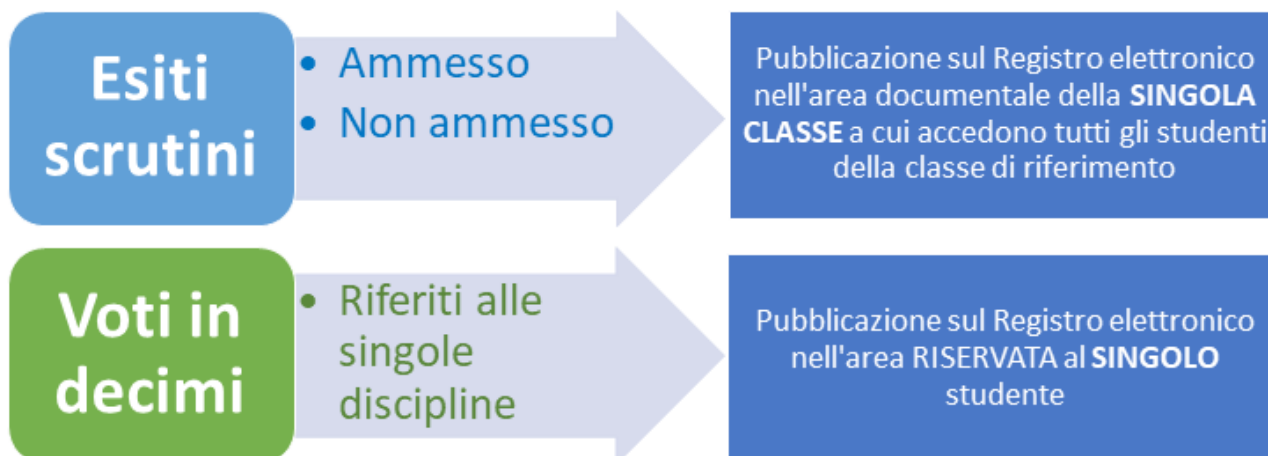 Esiti
scrutini
• Ammesso
• Non ammesso
Pubblicazione sul Registro elettronico
nell'area documentale della SINGOLA
CLASSE a cui accedono tutti gli studenti
della classe di riferimento
Voti in
decimi
• Riferiti alle
singole
discipline
Pubblicazione sul Registro elettronico
nell'area RISERVATA al SINGOLO
studente